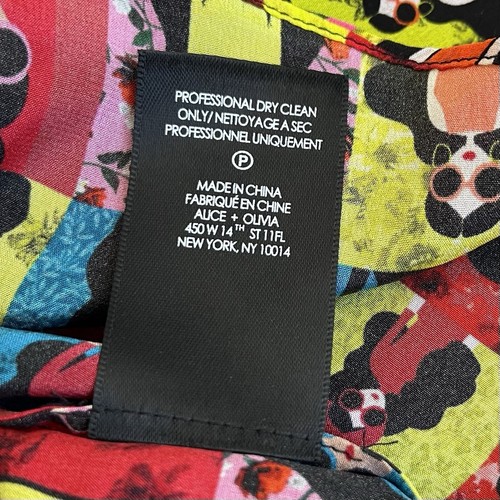 PROFESSIONAL DRY CLEAN
ONLY/NETTOYAGE A SEC
PROFESSIONNEL UNIQUEMENT
P
MADE IN CHINA
FABRIQUÉ EN CHINE
ALICE + OLIVIA
450 W 14TH ST 11FL
NEW YORK, NY 10014